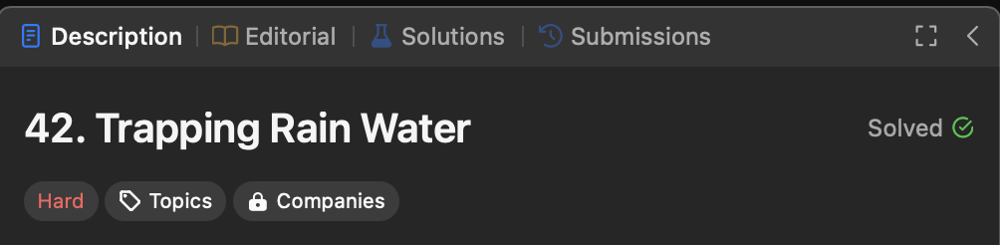 Description Editorial Solutions Submissions
42. Trapping Rain Water
Solved
Hard Topics Companies